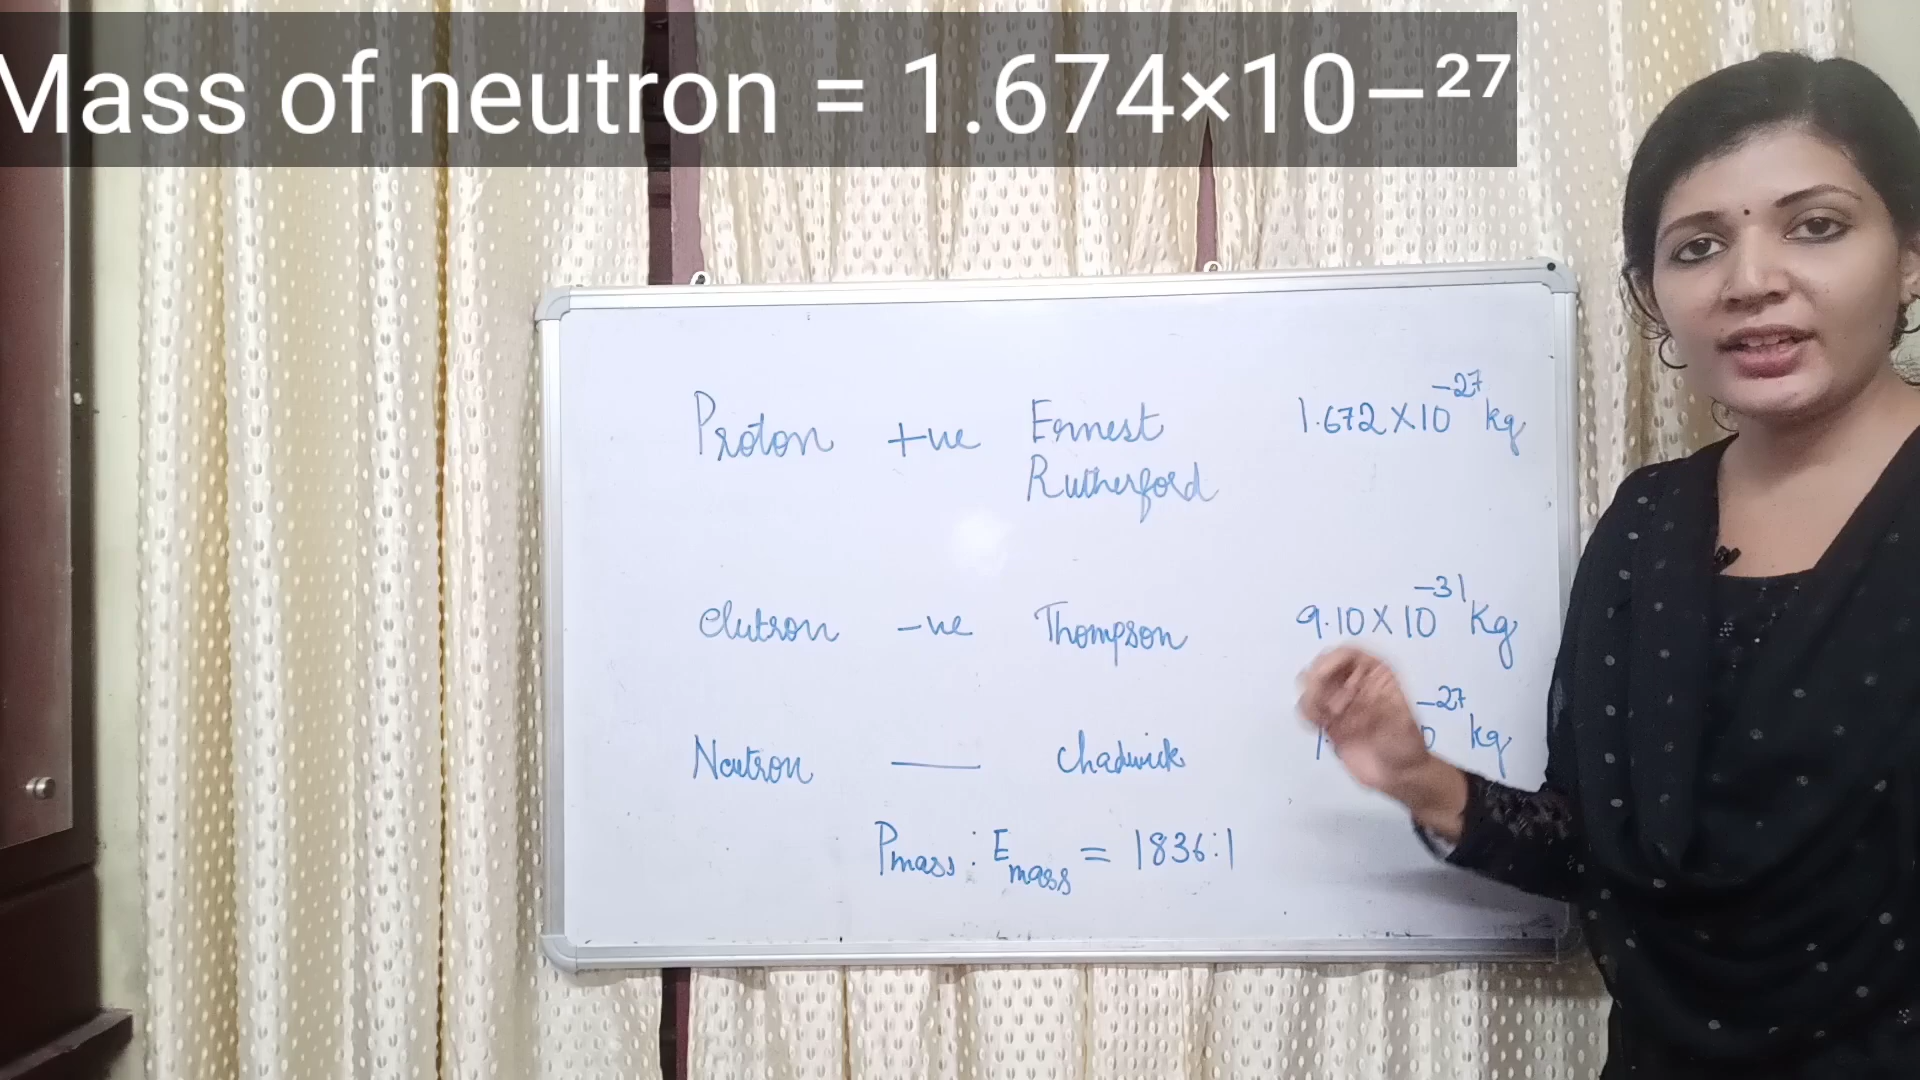 Mass of neutron = 1.674×10–²⁷
Proton +ve Ernest 1.672 X 10⁻²⁷ kg
Rutherford
elutron -ve Thompson 9.10 X 10⁻³¹ Kg
Neutron — Chadwick ⁻²⁷ kg
Pmass : Emass = 1836:1